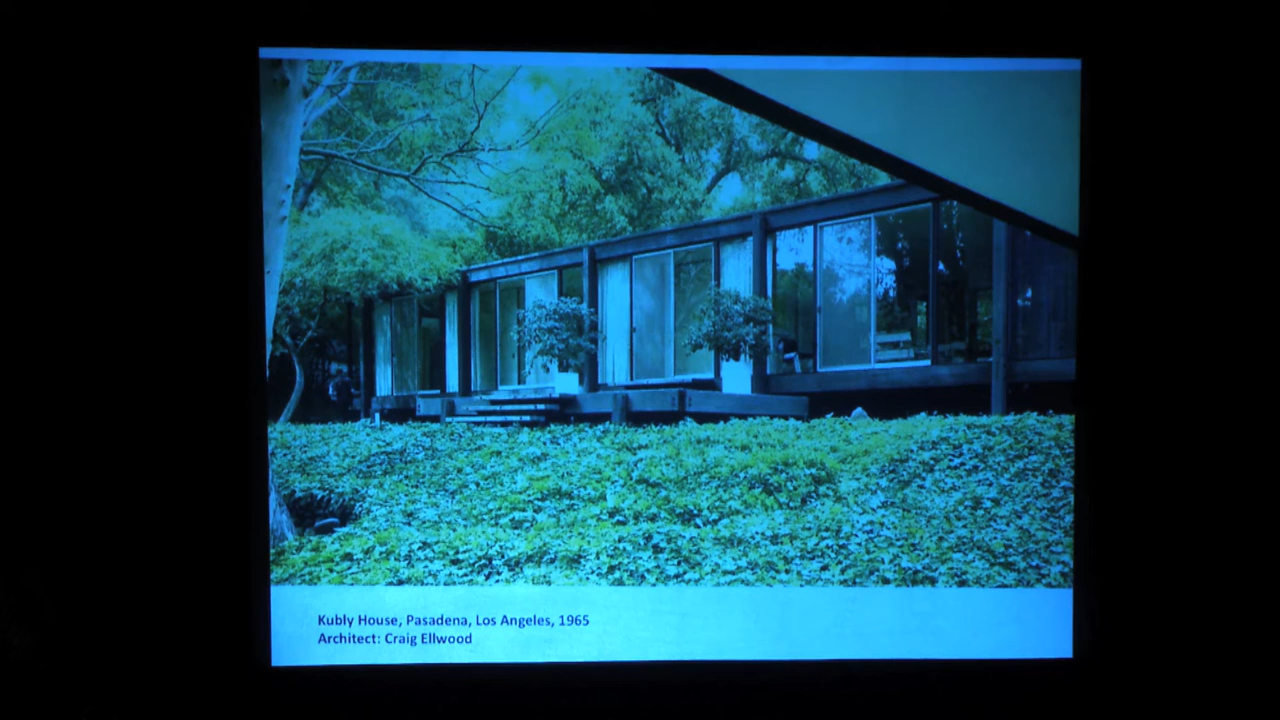 Kubly House, Pasadena, Los Angeles, 1965
Architect: Craig Ellwood